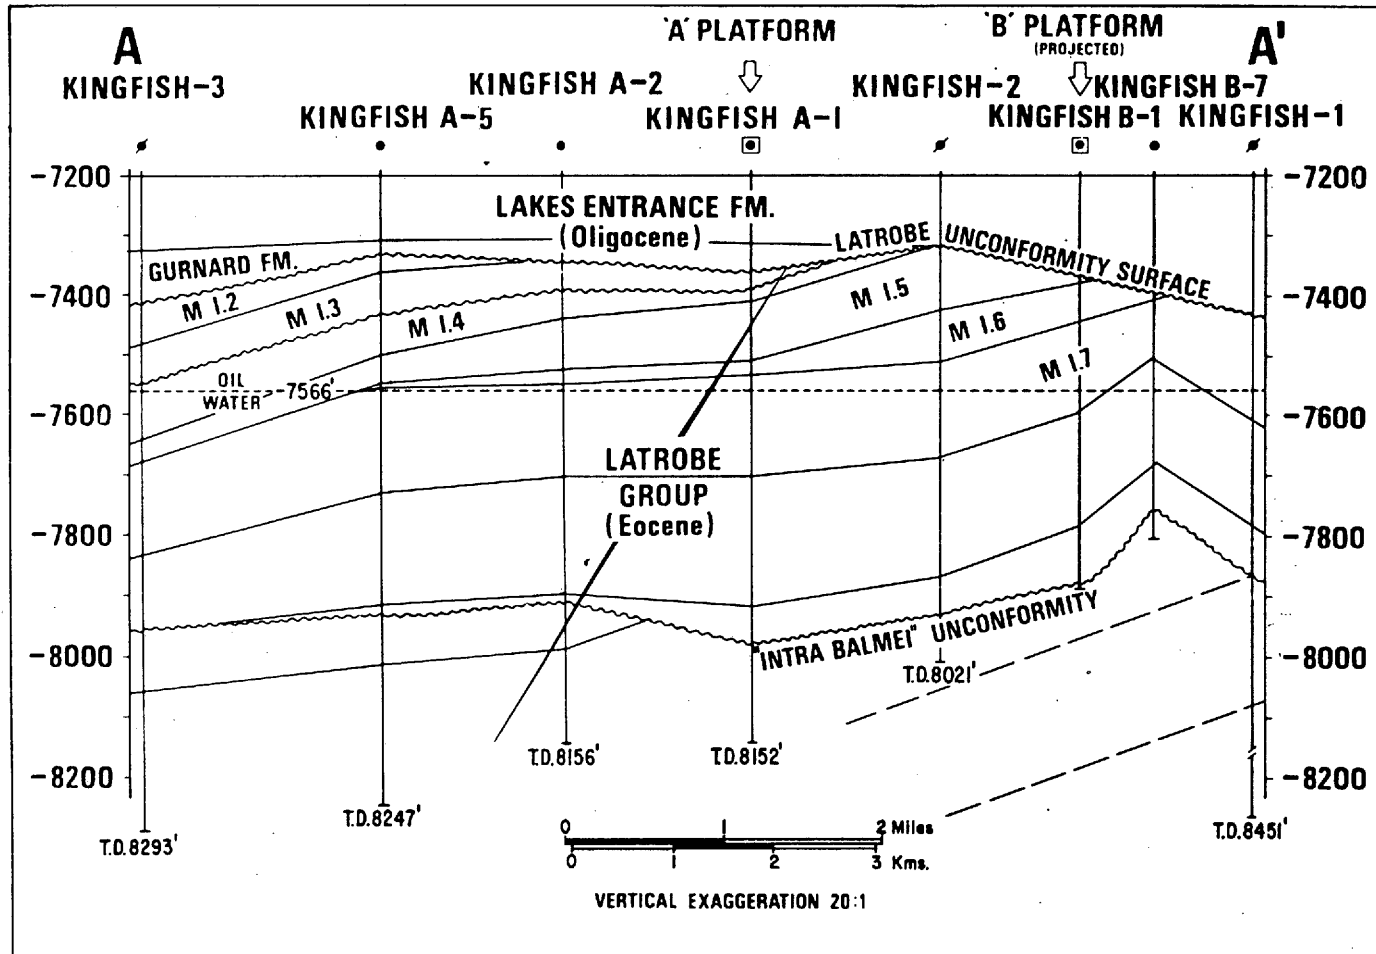 A
'A' PLATFORM
'B' PLATFORM
(PROJECTED)
A'
KINGFISH-3
KINGFISH A-2
KINGFISH-2
KINGFISH B-7
KINGFISH A-5
KINGFISH A-1
KINGFISH B-1
KINGFISH-1
-7200
-7200
LAKES ENTRANCE FM.
(Oligocene)
LATROBE UNCONFORMITY SURFACE
GURNARD FM.
-7400
-7400
M 1.2
M 1.3
M 1.4
M 1.5
M 1.6
M 1.7
OIL
WATER
-7566'
-7600
-7600
LATROBE
GROUP
(Eocene)
-7800
-7800
"INTRA BALMEI" UNCONFORMITY
-8000
-8000
T.D.8021'
T.D.8156'
T.D.8152'
-8200
-8200
T.D.8293'
T.D.8247'
T.D.8451'
0 1 2 Miles
0 1 2 3 Kms.
VERTICAL EXAGGERATION 20:1